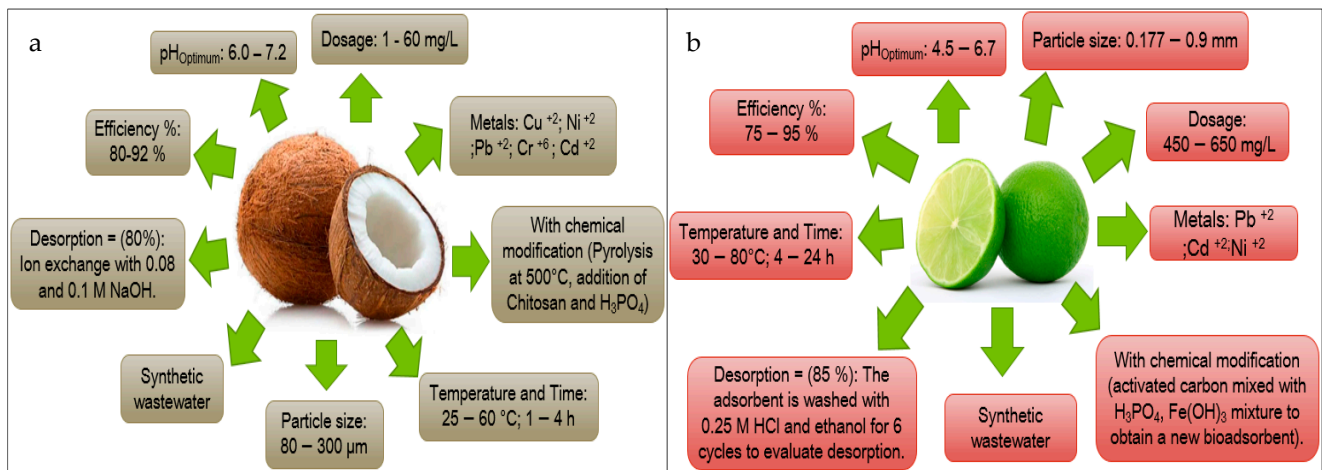 a
pHOptimum: 6.0 – 7.2
Dosage: 1 - 60 mg/L
Efficiency %:
80-92 %
Metals: Cu +2; Ni +2
;Pb +2; Cr +6 ; Cd +2
Desorption = (80%):
Ion exchange with 0.08
and 0.1 M NaOH.
With chemical
modification (Pyrolysis
at 500°C, addition of
Chitosan and H3PO4)
Synthetic
wastewater
Particle size:
80 – 300 µm
Temperature and Time:
25 – 60 °C; 1 – 4 h
b
pHOptimum: 4.5 – 6.7
Particle size: 0.177 – 0.9 mm
Efficiency %:
75 – 95 %
Dosage:
450 – 650 mg/L
Temperature and Time:
30 – 80°C; 4 – 24 h
Metals: Pb +2
;Cd +2;Ni +2
Desorption = (85 %): The
adsorbent is washed with
0.25 M HCl and ethanol for 6
cycles to evaluate desorption.
Synthetic
wastewater
With chemical modification
(activated carbon mixed with
H3PO4, Fe(OH)3 mixture to
obtain a new bioadsorbent).